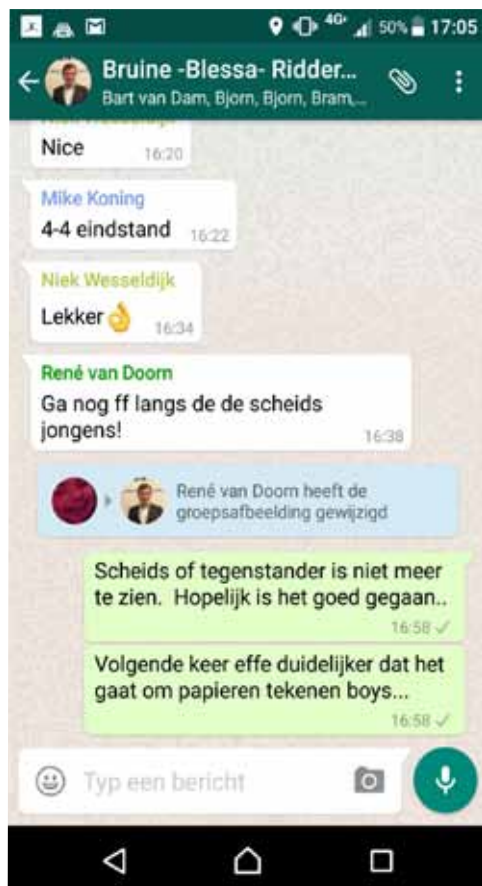 4G+ 50% 17:05
Bruine -Blessa- Ridder...
Bart van Dam, Bjorn, Bjorn, Bram,...
Nice 16:20
Mike Koning
4-4 eindstand 16:22
Niek Wesseldijk
Lekker👌 16:34
René van Doorn
Ga nog ff langs de de scheids
jongens!
16:38
René van Doorn heeft de
groepsafbeelding gewijzigd
Scheids of tegenstander is niet meer
te zien. Hopelijk is het goed gegaan..
16:58
Volgende keer effe duidelijker dat het
gaat om papieren tekenen boys...
16:58
Typ een bericht